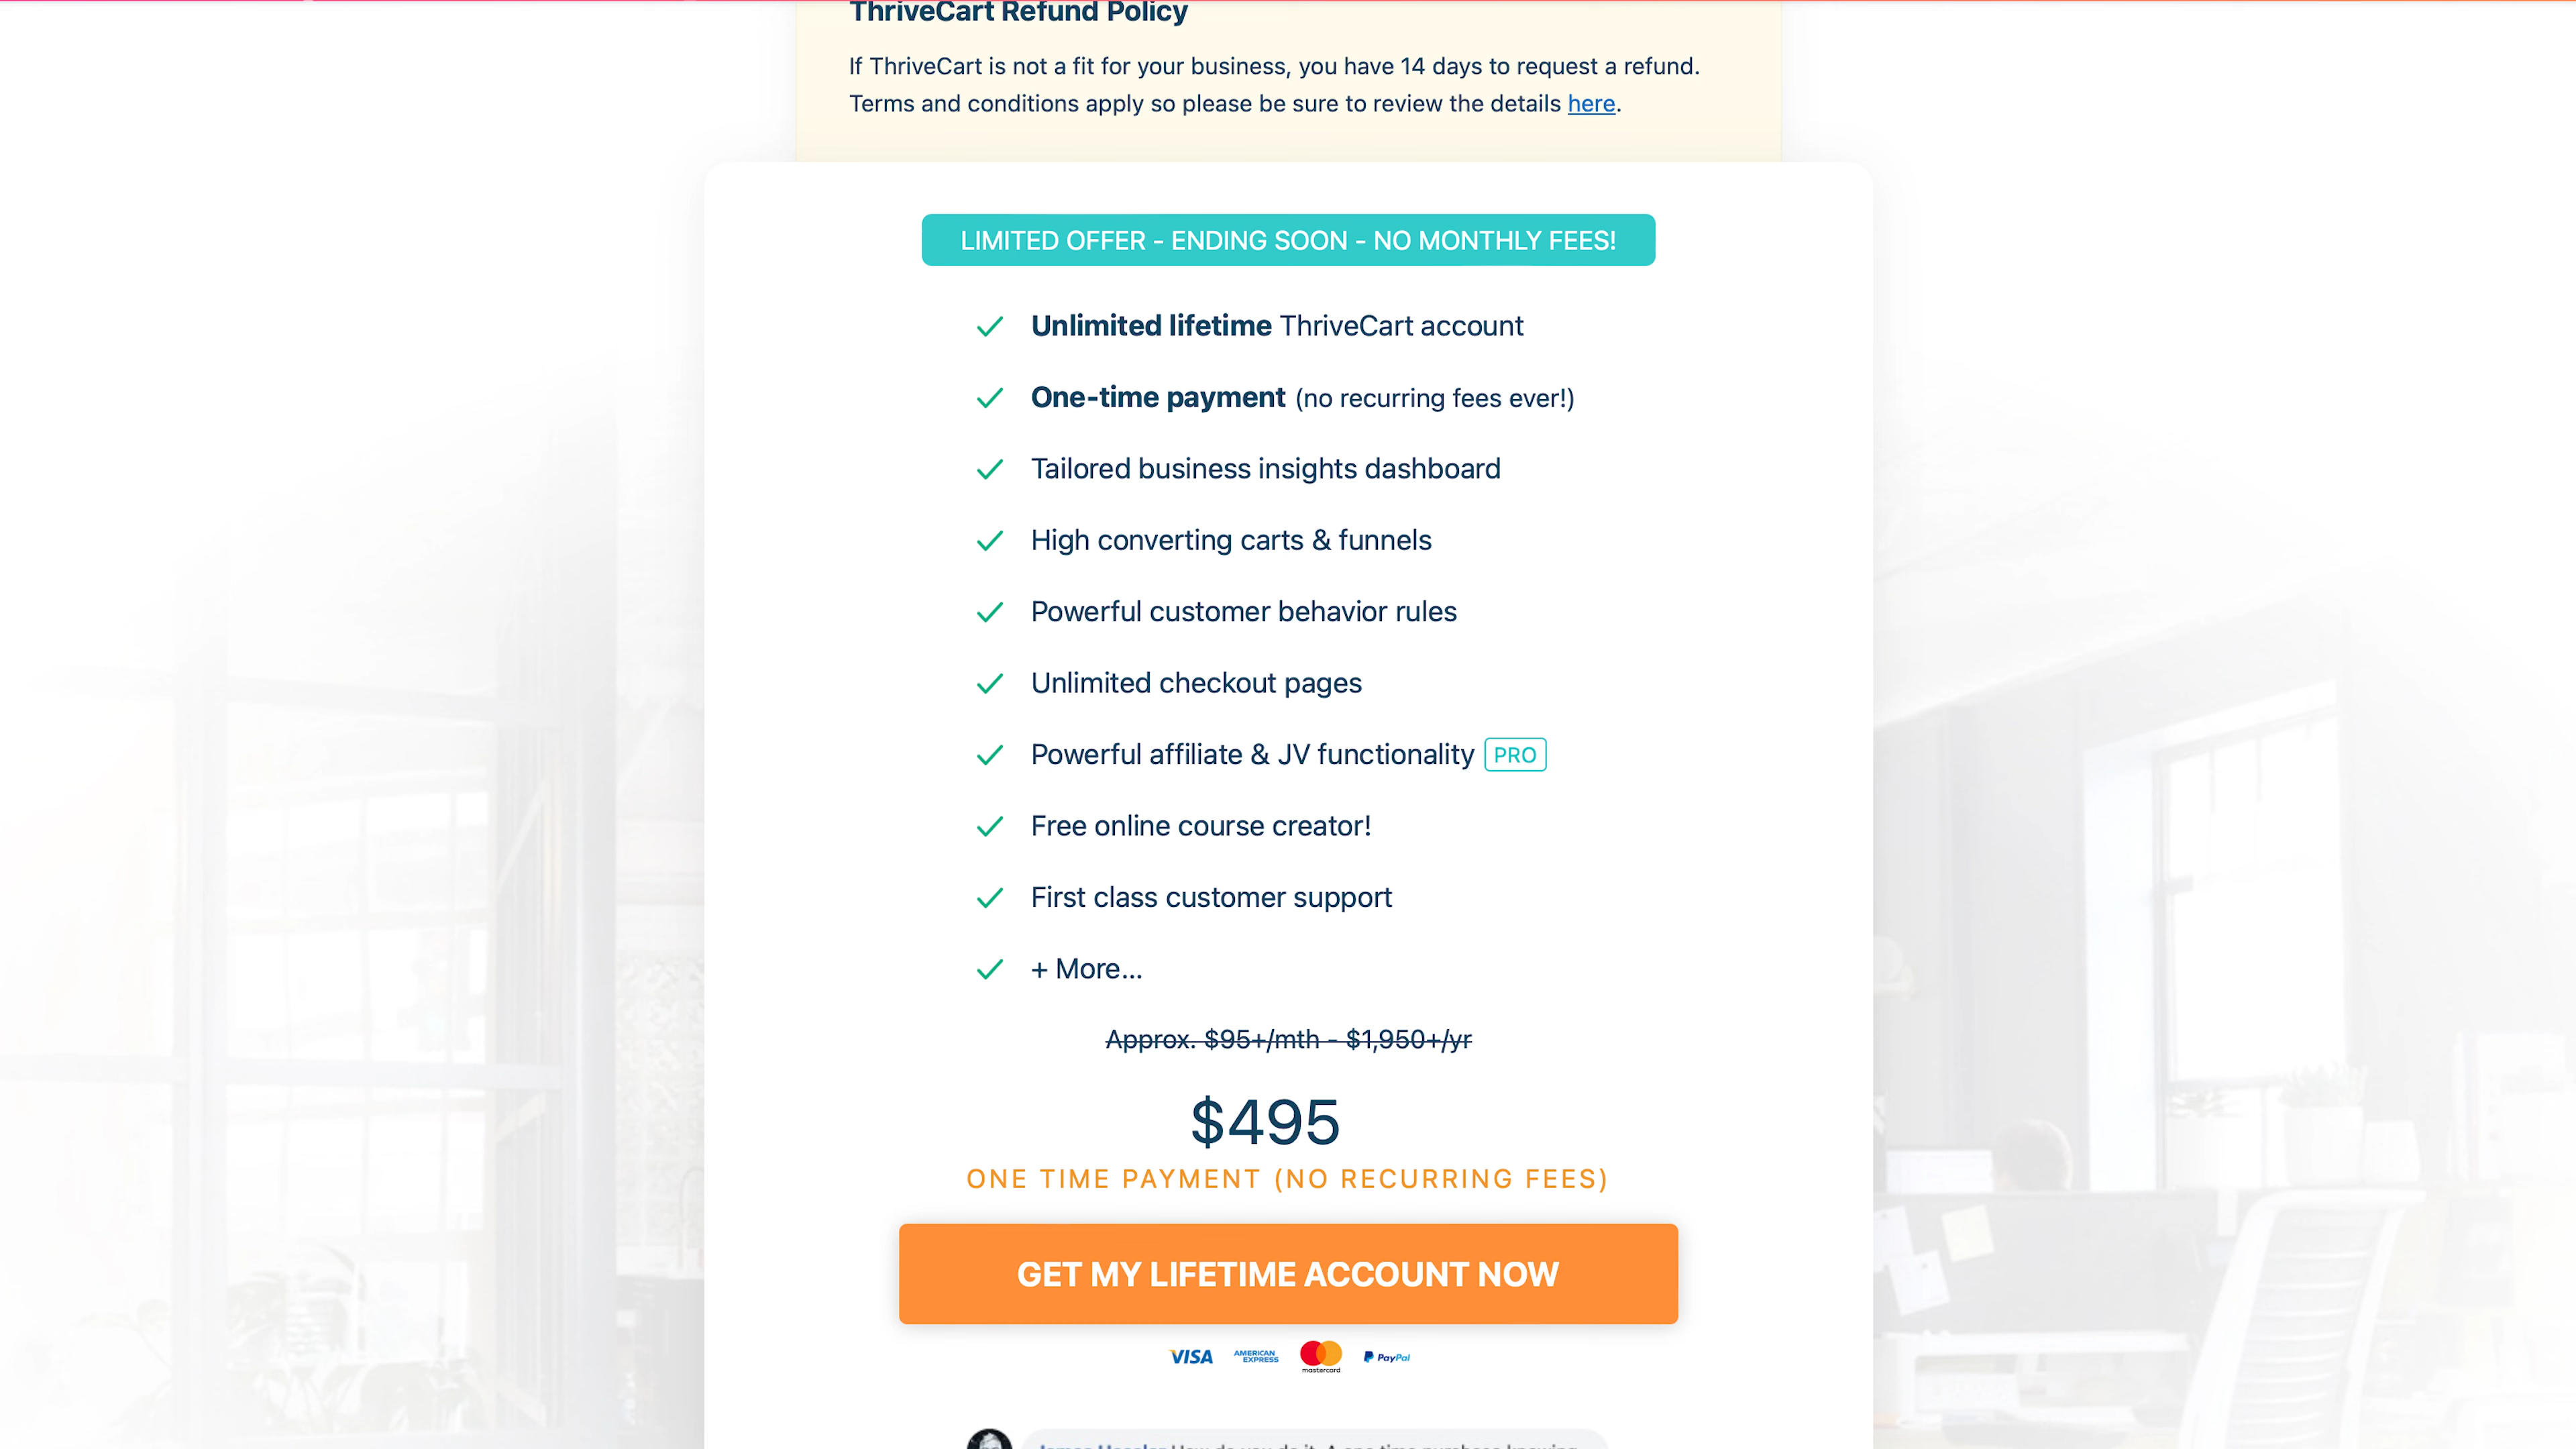 ThriveCart Refund Policy
If ThriveCart is not a fit for your business, you have 14 days to request a refund.
Terms and conditions apply so please be sure to review the details here.
LIMITED OFFER - ENDING SOON - NO MONTHLY FEES!
Unlimited lifetime ThriveCart account
One-time payment (no recurring fees ever!)
Tailored business insights dashboard
High converting carts & funnels
Powerful customer behavior rules
Unlimited checkout pages
Powerful affiliate & JV functionality PRO
Free online course creator!
First class customer support
+ More...
Approx. $95+/mth - $1,950+/yr
$495
ONE TIME PAYMENT (NO RECURRING FEES)
GET MY LIFETIME ACCOUNT NOW
VISA AMERICAN EXPRESS mastercard PayPal